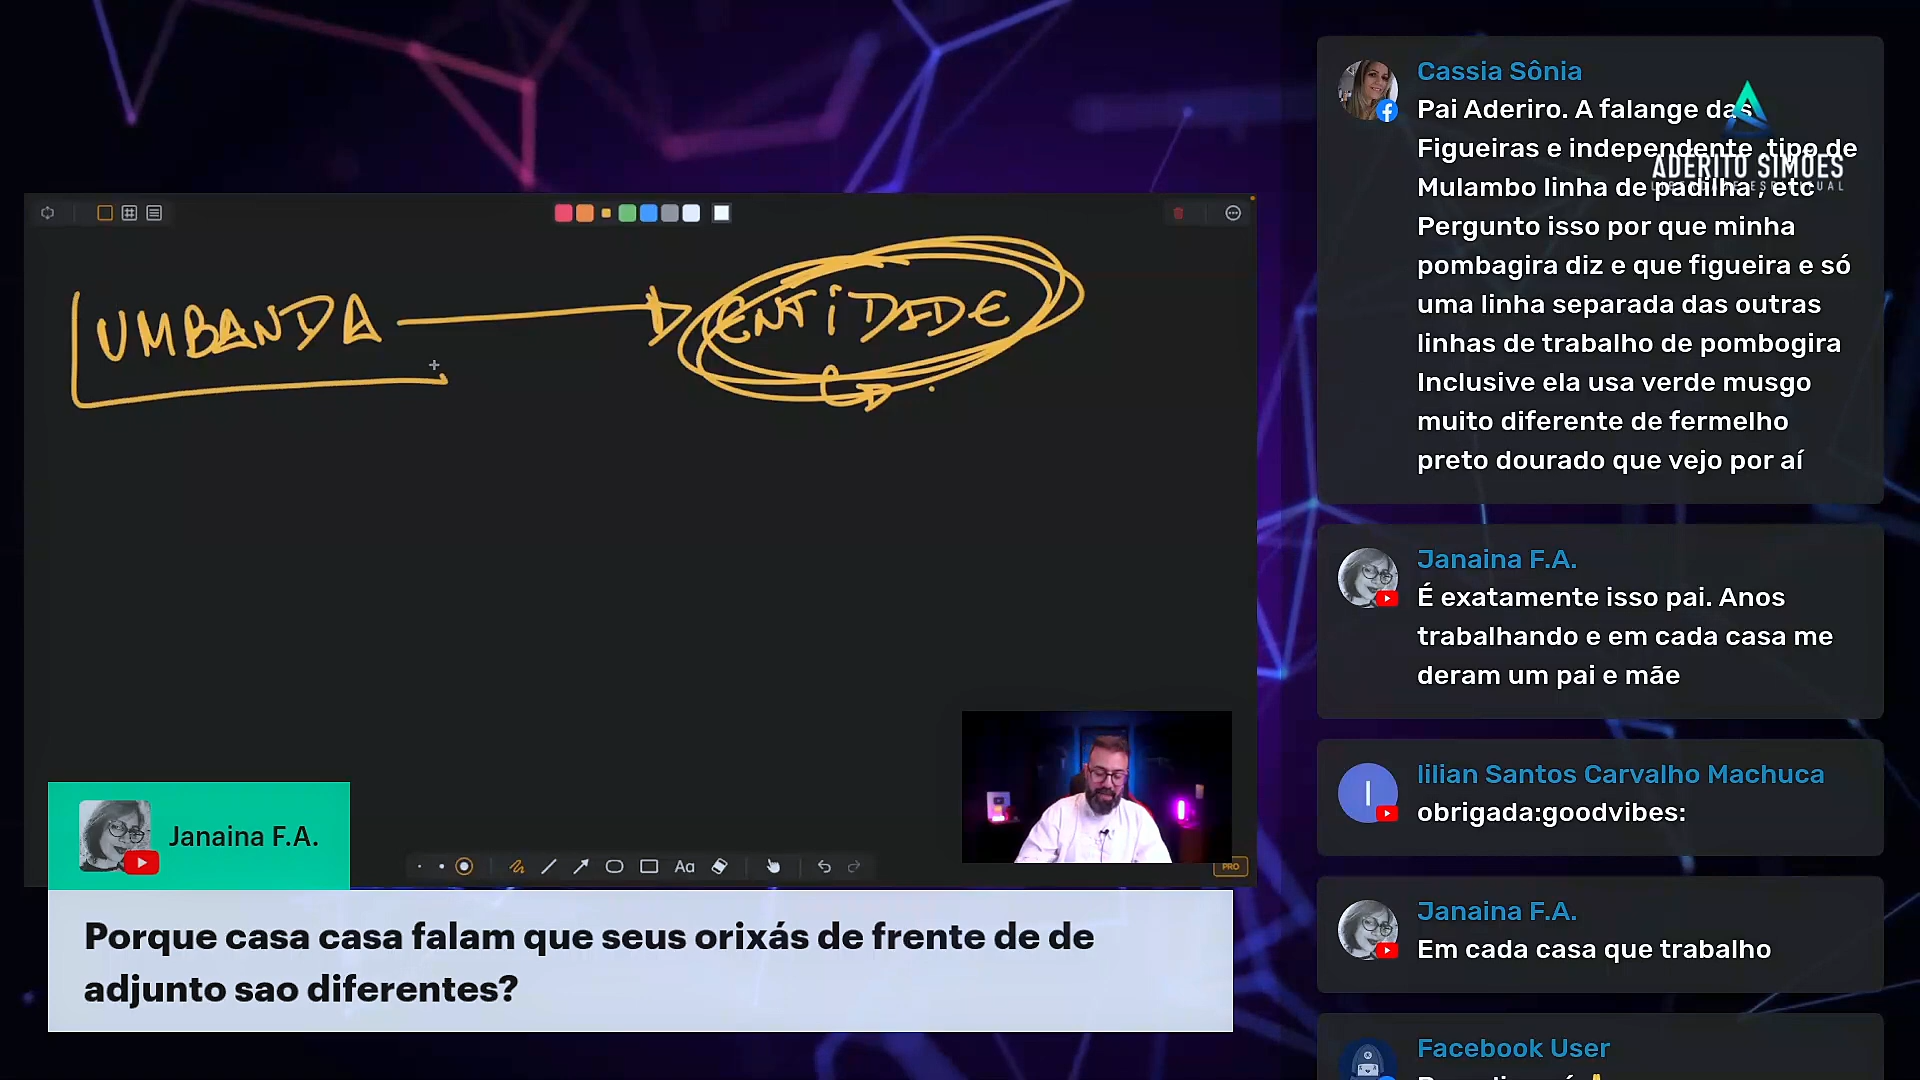 UMBANDA
ENTiDADE
Aa
PRO
Janaina F.A.
Porque casa casa falam que seus orixás de frente de de
adjunto sao diferentes?
Cassia Sônia
Pai Aderiro. A falange das
Figueiras e independente ,tipo de
Mulambo linha de padilha , etc
Pergunto isso por que minha
pombagira diz e que figueira e só
uma linha separada das outras
linhas de trabalho de pombogira
Inclusive ela usa verde musgo
muito diferente de fermelho
preto dourado que vejo por aí
ADÉRITO SIMÕES
Janaina F.A.
É exatamente isso pai. Anos
trabalhando e em cada casa me
deram um pai e mãe
lilian Santos Carvalho Machuca
l
obrigada:goodvibes:
Janaina F.A.
Em cada casa que trabalho
Facebook User